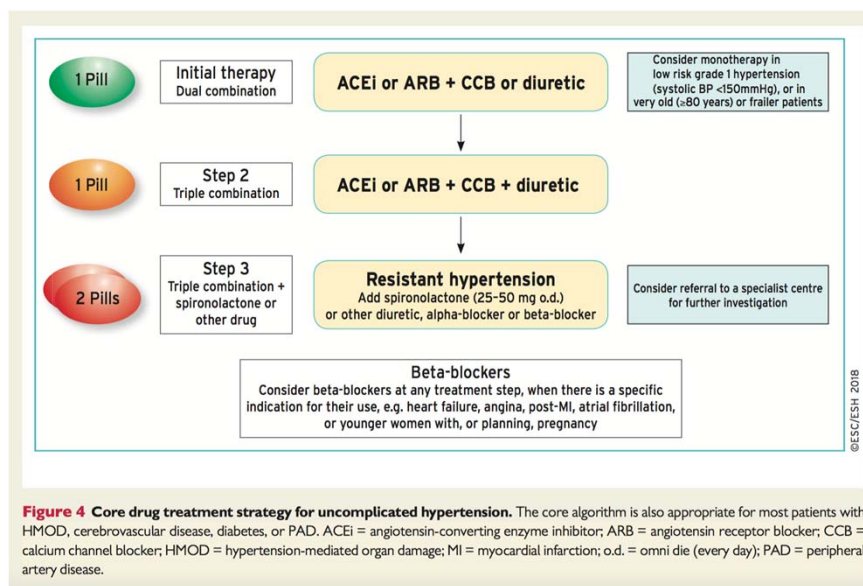 1 Pill
Initial therapy
Dual combination
ACEi or ARB + CCB or diuretic
Consider monotherapy in
low risk grade 1 hypertension
(systolic BP <150mmHg), or in
very old (≥80 years) or frailer patients
1 Pill
Step 2
Triple combination
ACEi or ARB + CCB + diuretic
2 Pills
Step 3
Triple combination +
spironolactone or
other drug
Resistant hypertension
Add spironolactone (25–50 mg o.d.)
or other diuretic, alpha-blocker or beta-blocker
Consider referral to a specialist centre
for further investigation
Beta-blockers
Consider beta-blockers at any treatment step, when there is a specific
indication for their use, e.g. heart failure, angina, post-MI, atrial fibrillation,
or younger women with, or planning, pregnancy
©ESC/ESH 2018
Figure 4 Core drug treatment strategy for uncomplicated hypertension. The core algorithm is also appropriate for most patients with
HMOD, cerebrovascular disease, diabetes, or PAD. ACEi = angiotensin-converting enzyme inhibitor; ARB = angiotensin receptor blocker; CCB =
calcium channel blocker; HMOD = hypertension-mediated organ damage; MI = myocardial infarction; o.d. = omni die (every day); PAD = peripheral
artery disease.